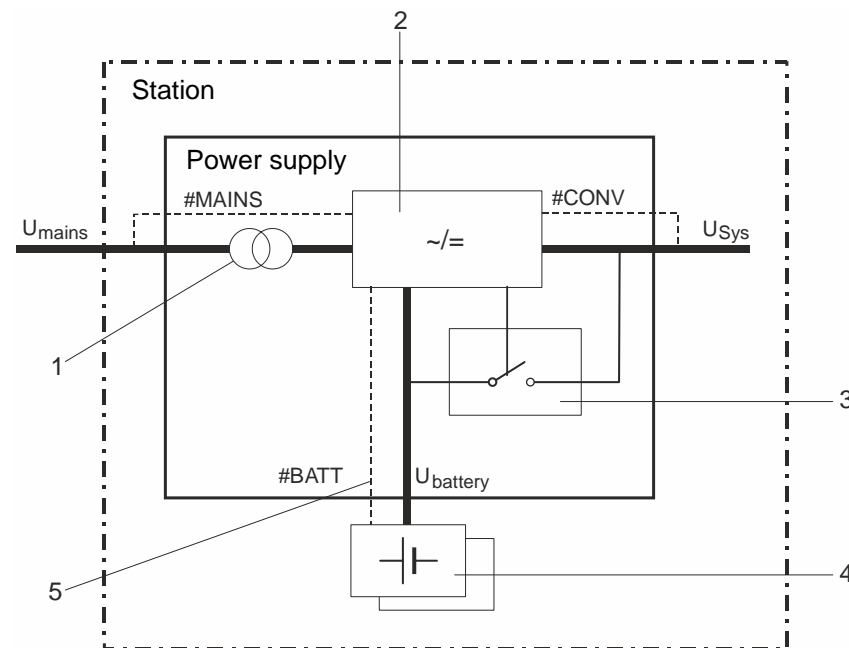 2
Station
Power supply
#MAINS
#CONV
Umains
USys
~/=
1
3
#BATT
Ubattery
5
4